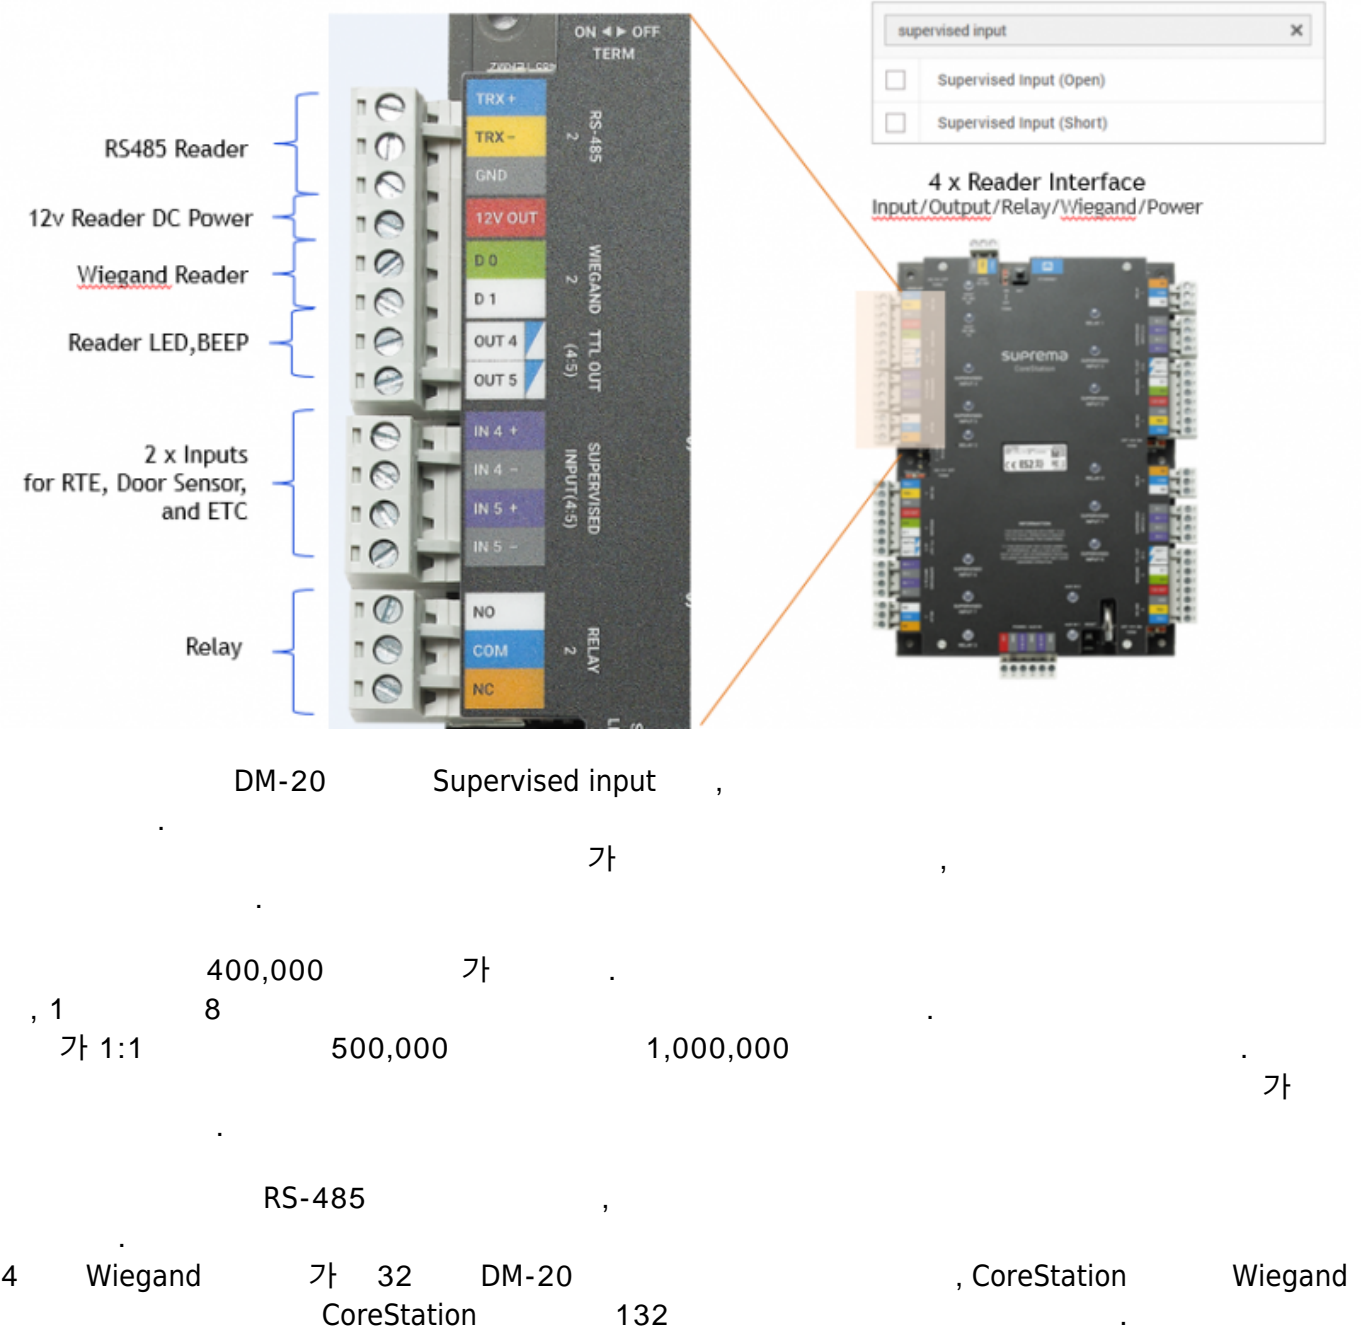 ON ◀ ▶ OFF
TERM
TRX +
TRX −
GND
RS-485
2
12V OUT
D 0
D 1
WIEGAND
2
OUT 4
OUT 5
TTL OUT
(4:5)
IN 4 +
IN 4 −
IN 5 +
IN 5 −
SUPERVISED
INPUT(4:5)
NO
COM
NC
RELAY
2
RS485 Reader
12v Reader DC Power
Wiegand Reader
Reader LED,BEEP
2 x Inputs
for RTE, Door Sensor,
and ETC
Relay
supervised input ×
Supervised Input (Open)
Supervised Input (Short)
4 x Reader Interface
Input/Output/Relay/Wiegand/Power
suprema
CoreStation
DM-20 Supervised input ,
.
가 ,
.
400,000 가 .
, 1 8 .
가 1:1 500,000 1,000,000 .
가
.
RS-485 ,
.
4 Wiegand 가 32 DM-20 , CoreStation Wiegand
CoreStation 132 .